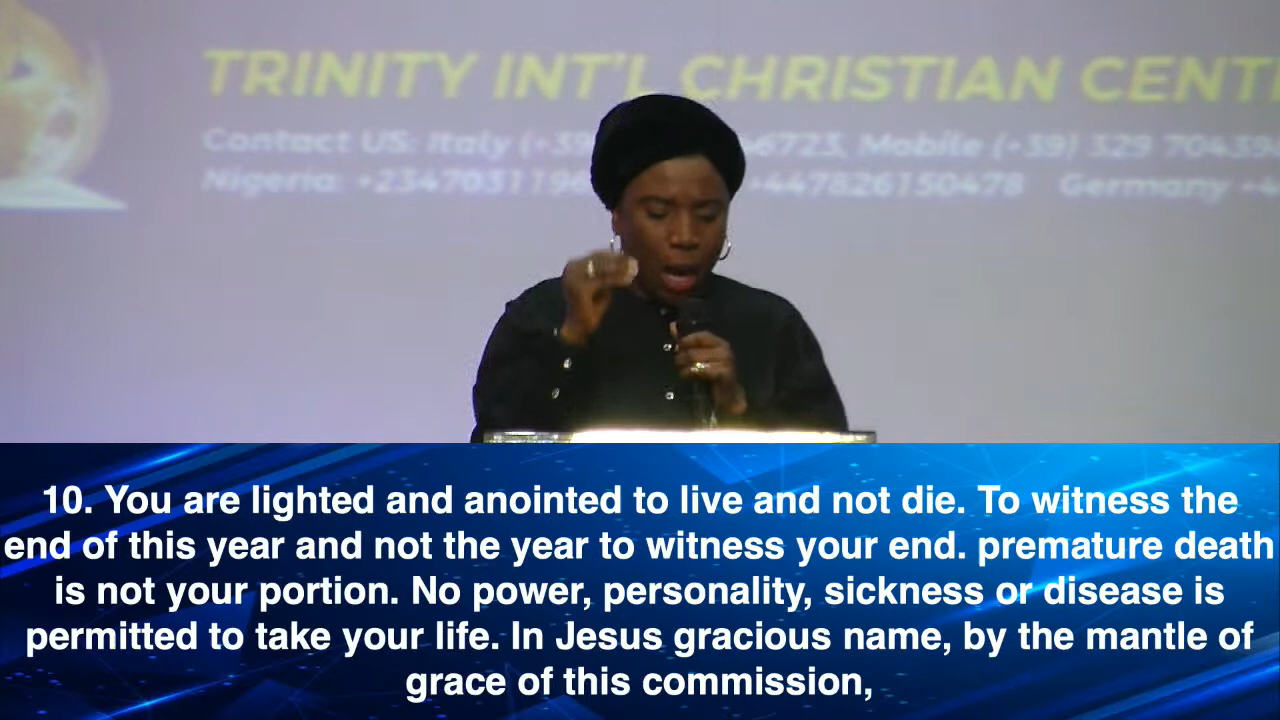 TRINITY INT'L CHRISTIAN CENT
Contact US: Italy (+39 6723, Mobile (+39) 329 70439
Nigeria: +234703119 +447826150478 Germany +4
10. You are lighted and anointed to live and not die. To witness the
end of this year and not the year to witness your end. premature death
is not your portion. No power, personality, sickness or disease is
permitted to take your life. In Jesus gracious name, by the mantle of
grace of this commission,